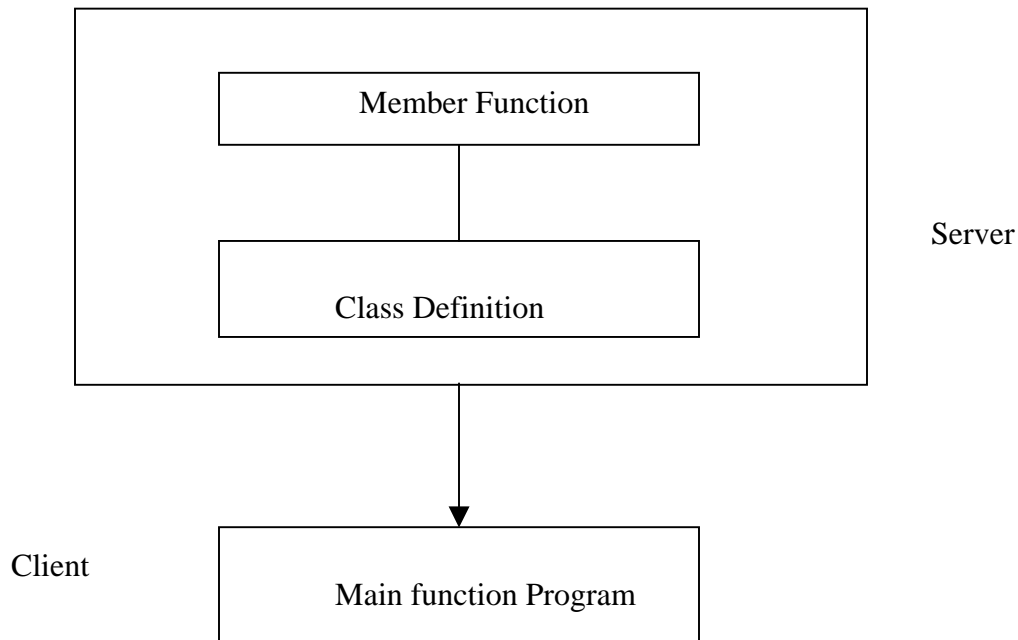 Member Function
Server
Class Definition
Client
Main function Program